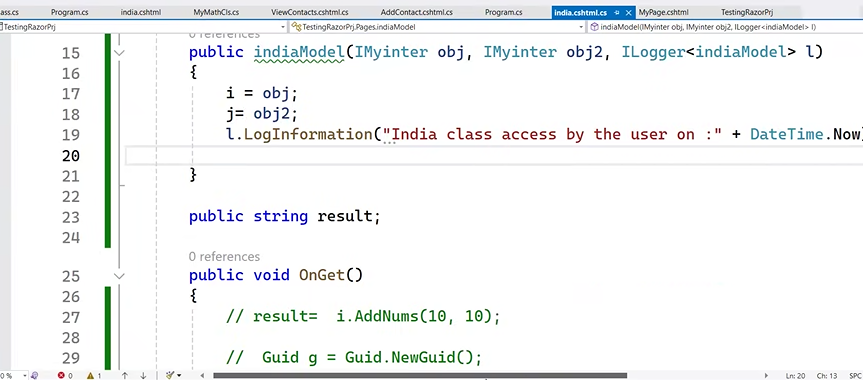 ass.cs Program.cs india.cshtml MyMathCls.cs ViewContacts.cshtml.cs AddContact.cshtml.cs Program.cs india.cshtml.cs MyPage.cshtml TestingRazorPrj
TestingRazorPrj TestingRazorPrj.Pages.indiaModel indiaModel(IMyinter obj, IMyinter obj2, ILogger<indiaModel> l)
0 references
15 public indiaModel(IMyinter obj, IMyinter obj2, ILogger<indiaModel> l)
16 {
17 i = obj;
18 j= obj2;
19 l.LogInformation("India class access by the user on :" + DateTime.Now
20
21 }
22
23 public string result;
24
0 references
25 public void OnGet()
26 {
27 // result=  i.AddNums(10, 10);
28
29 //  Guid g = Guid.NewGuid();
0 % 0 1 Ln: 20 Ch: 13 SPC